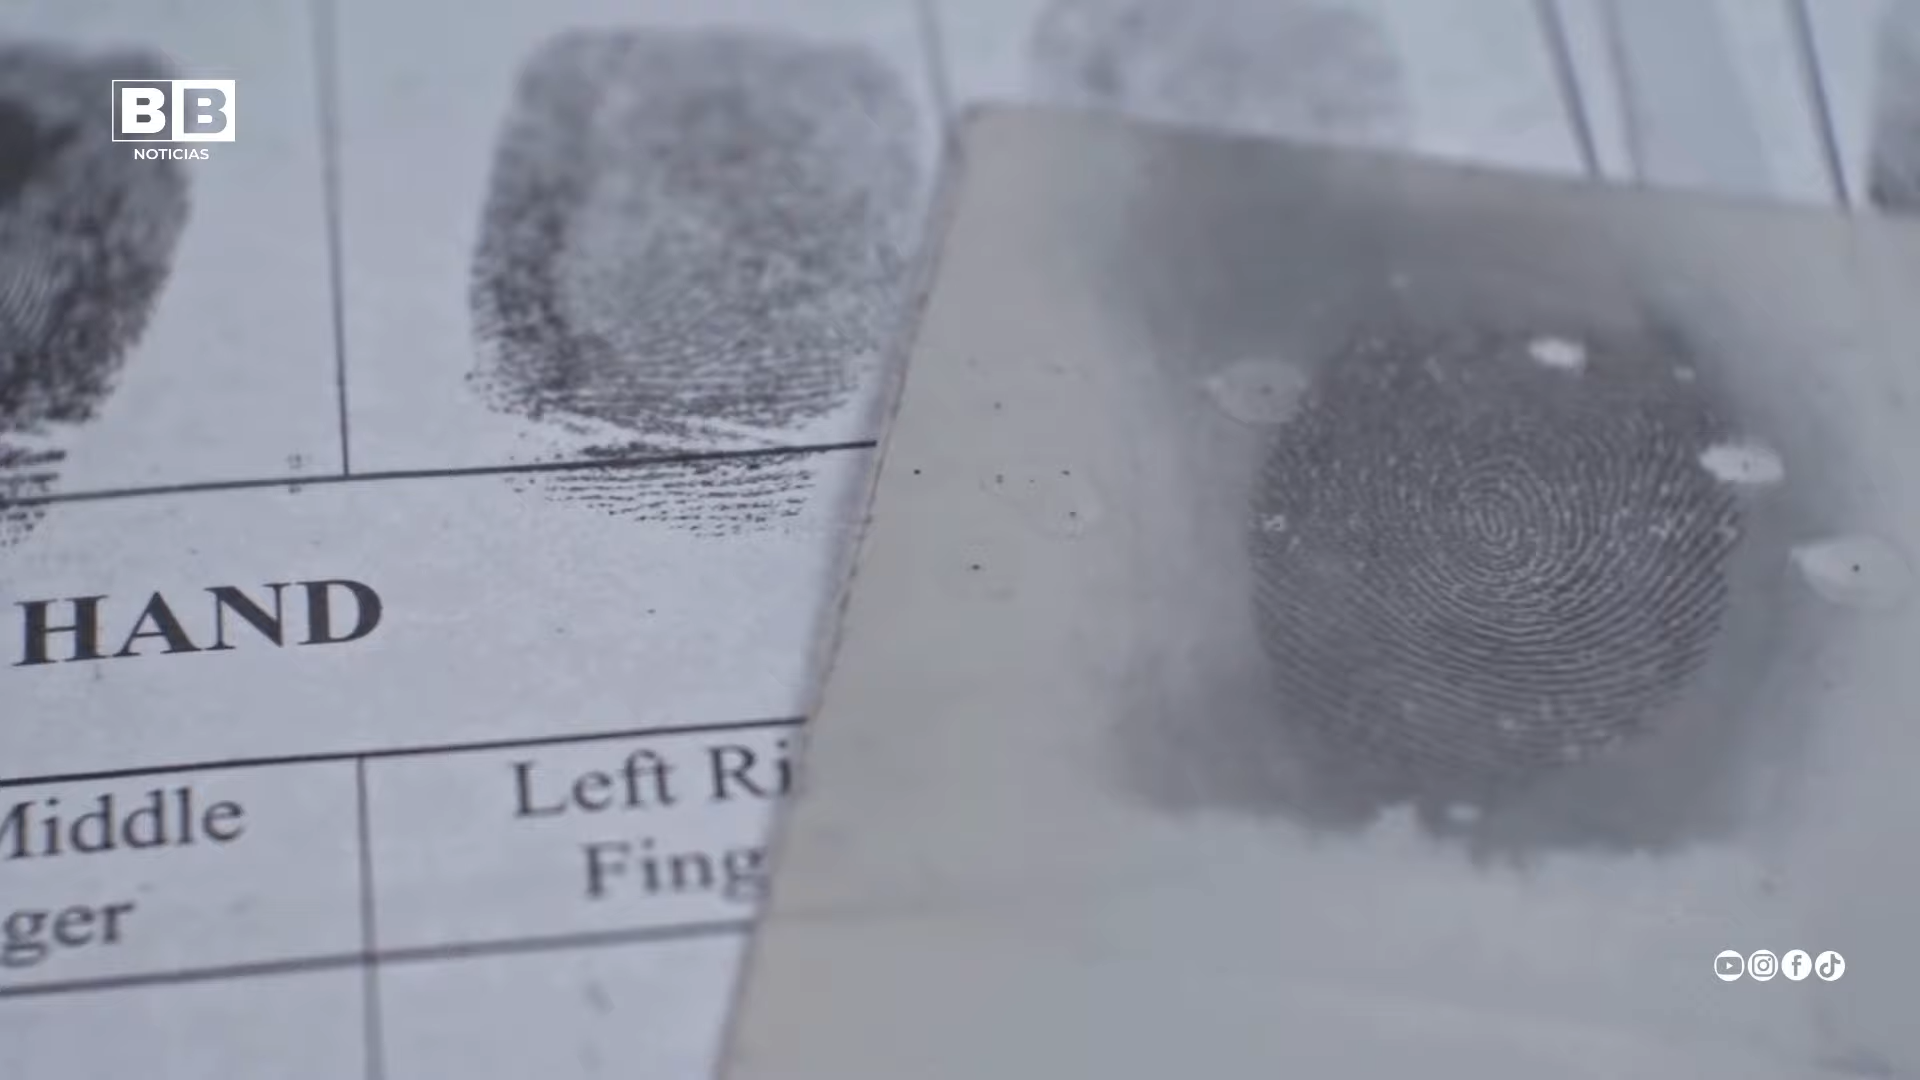 BB
NOTICIAS
HAND
Middle
ger
Left Ri
Fing